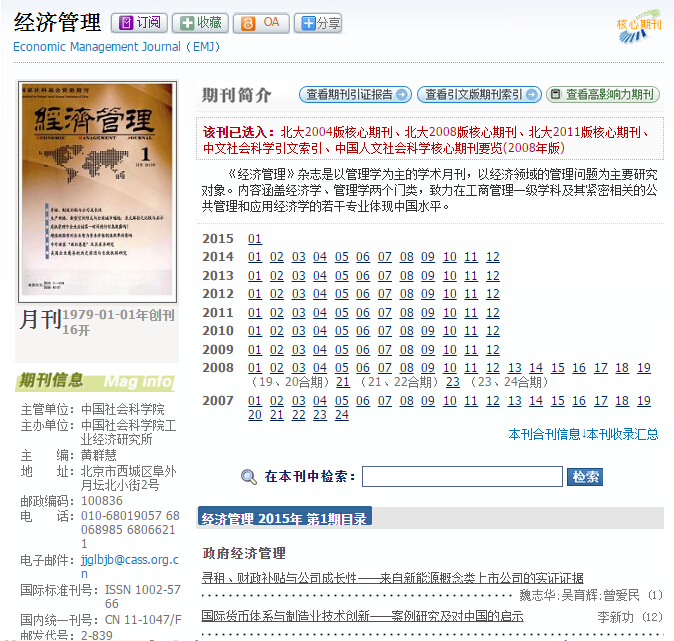 经济管理 订阅 收藏 OA 分享
Economic Management Journal（EMJ）
核心期刊
經濟管理
ECONOMIC MANAGEMENT JOURNAL
1
月刊
1979-01-01年创刊
16开
期刊信息 Mag info
主管单位：中国社会科学院
主办单位：中国社会科学院工
业经济研究所
主　　编：黄群慧
地　　址：北京市西城区阜外
月坛北小街2号
邮政编码：100836
电　　话：010-68019057 68
068985 6806621
1
电子邮件：jjglbjb@cass.org.c
n
国际标准刊号：ISSN 1002-57
66
国内统一刊号：CN 11-1047/F
邮发代号：2-839
期刊简介 查看期刊引证报告 查看引文版期刊索引 查看高影响力期刊
该刊已选入：北大2004版核心期刊、北大2008版核心期刊、北大2011版核心期刊、
中文社会科学引文索引、中国人文社会科学核心期刊要览(2008年版)
《经济管理》杂志是以管理学为主的学术月刊，以经济领域的管理问题为主要研究
对象。内容涵盖经济学、管理学两个门类，致力在工商管理一级学科及其紧密相关的公
共管理和应用经济学的若干专业体现中国水平。
2015 01
2014 01 02 03 04 05 06 07 08 09 10 11 12
2013 01 02 03 04 05 06 07 08 09 10 11 12
2012 01 02 03 04 05 06 07 08 09 10 11 12
2011 01 02 03 04 05 06 07 08 09 10 11 12
2010 01 02 03 04 05 06 07 08 09 10 11 12
2009 01 02 03 04 05 06 07 08 09 10 11 12
2008 01 02 03 04 05 06 07 08 09 10 11 12 13 14 15 16 17 18 19
（19、20合期）21 （21、22合期）23 （23、24合期）
2007 01 02 03 04 05 06 07 08 09 10 11 12 13 14 15 16 17 18 19
20 21 22 23 24
本刊合刊信息↓本刊收录汇总
在本刊中检索： 检索
经济管理 2015年 第1期目录
政府经济管理
寻租、财政补贴与公司成长性——来自新能源概念类上市公司的实证证据
魏志华;吴育辉;曾爱民（1）
国际货币体系与制造业技术创新——案例研究及对中国的启示 李新功（12）